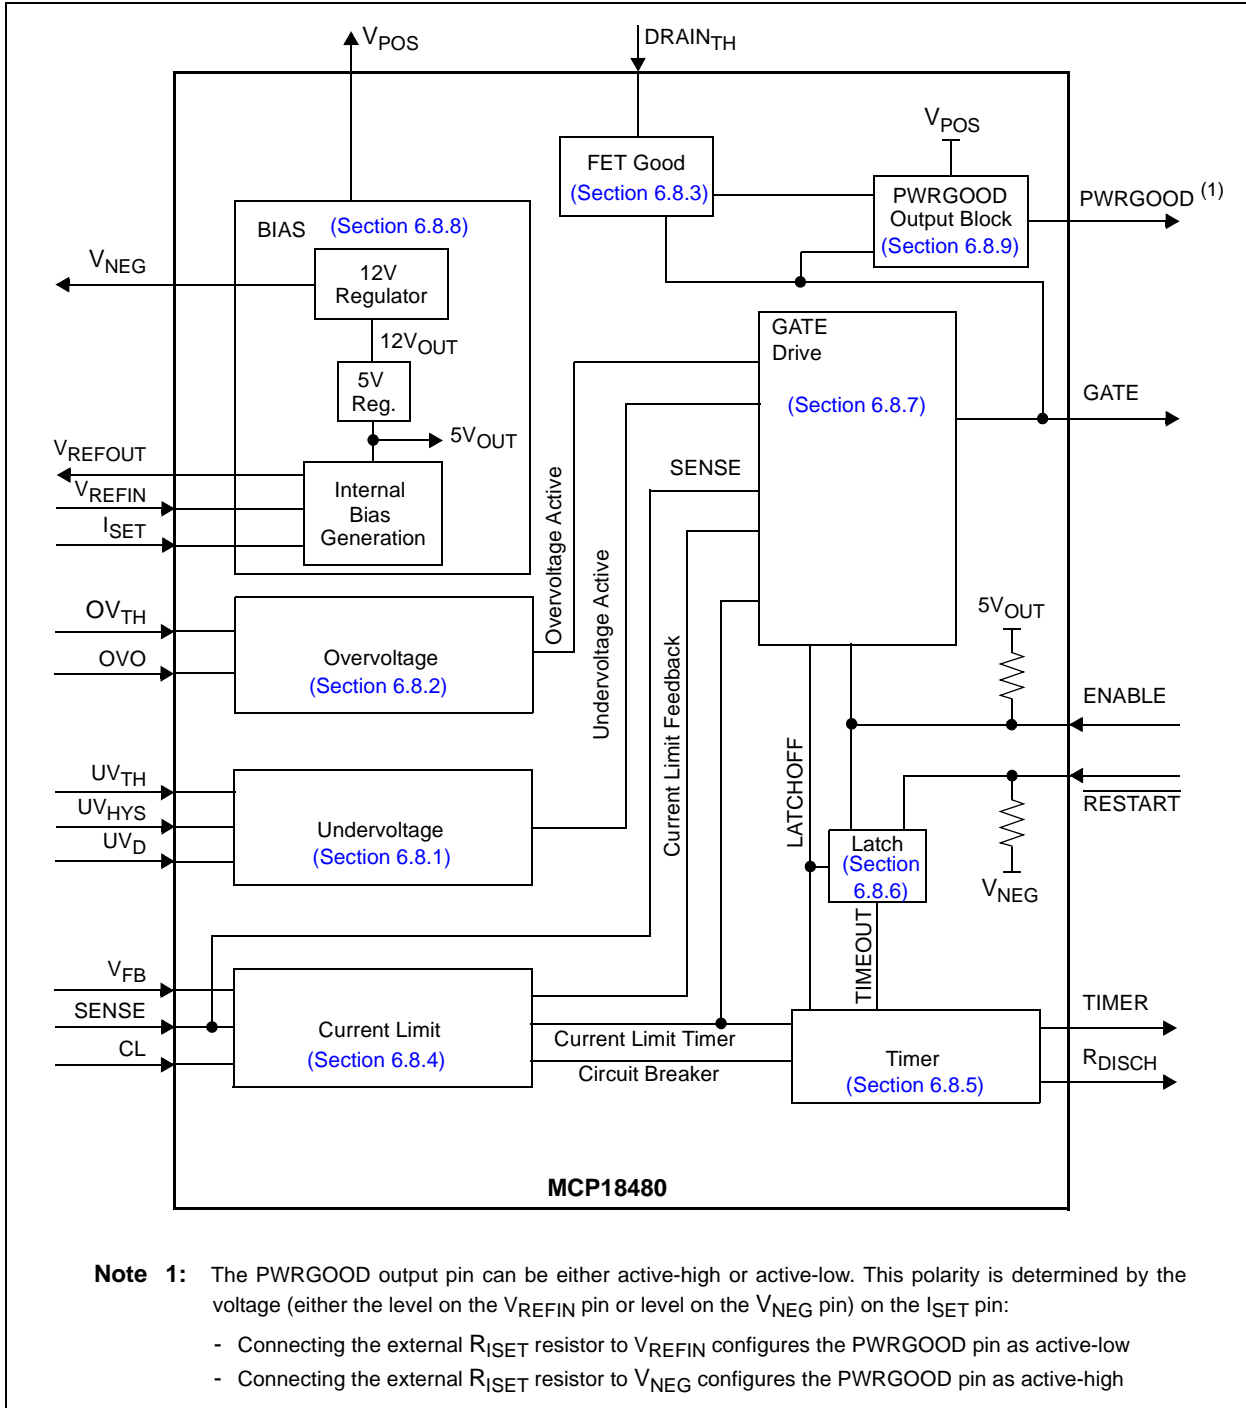 VPOS
DRAINTH
FET Good
(Section 6.8.3)
VPOS
PWRGOOD
Output Block
(Section 6.8.9)
PWRGOOD (1)
BIAS (Section 6.8.8)
VNEG
12V
Regulator
12VOUT
5V
Reg.
5VOUT
VREFOUT
VREFIN
ISET
Internal
Bias
Generation
GATE
Drive
(Section 6.8.7)
GATE
SENSE
Overvoltage Active
Undervoltage Active
Current Limit Feedback
OVTH
OVO
Overvoltage
(Section 6.8.2)
5VOUT
ENABLE
RESTART
VNEG
LATCHOFF
Latch
(Section
6.8.6)
TIMEOUT
UVTH
UVHYS
UVD
Undervoltage
(Section 6.8.1)
VFB
SENSE
CL
Current Limit
(Section 6.8.4)
Current Limit Timer
Circuit Breaker
Timer
(Section 6.8.5)
TIMER
RDISCH
MCP18480
Note 1: The PWRGOOD output pin can be either active-high or active-low. This polarity is determined by the
voltage (either the level on the VREFIN pin or level on the VNEG pin) on the ISET pin:
- Connecting the external RISET resistor to VREFIN configures the PWRGOOD pin as active-low
- Connecting the external RISET resistor to VNEG configures the PWRGOOD pin as active-high